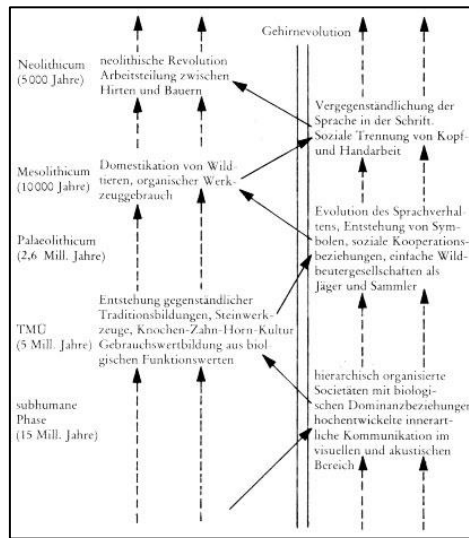 Gehirnevolution
Neolithicum
(5000 Jahre)
neolithische Revolution
Arbeitsteilung zwischen
Hirten und Bauern
Vergegenständlichung der
Sprache in der Schrift.
Soziale Trennung von Kopf-
und Handarbeit
Mesolithicum
(10000 Jahre)
Domestikation von Wild-
tieren, organischer Werk-
zeuggebrauch
Evolution des Sprachverhal-
tens, Entstehung von Sym-
bolen, soziale Kooperations-
beziehungen, einfache Wild-
beutergesellschaften als
Jäger und Sammler
Palaeolithicum
(2,6 Mill. Jahre)
TMÜ
(5 Mill. Jahre)
Entstehung gegenständlicher
Traditionsbildungen, Steinwerk-
zeuge, Knochen-Zahn-Horn-Kultur
Gebrauchswertbildung aus biol-
gischen Funktionswerten
hierarchisch organisierte
Societäten mit biologi-
schen Dominanzbeziehungen
hochentwickelte innerart-
liche Kommunikation im
visuellen und akustischen
Bereich
subhumane
Phase
(15 Mill. Jahre)